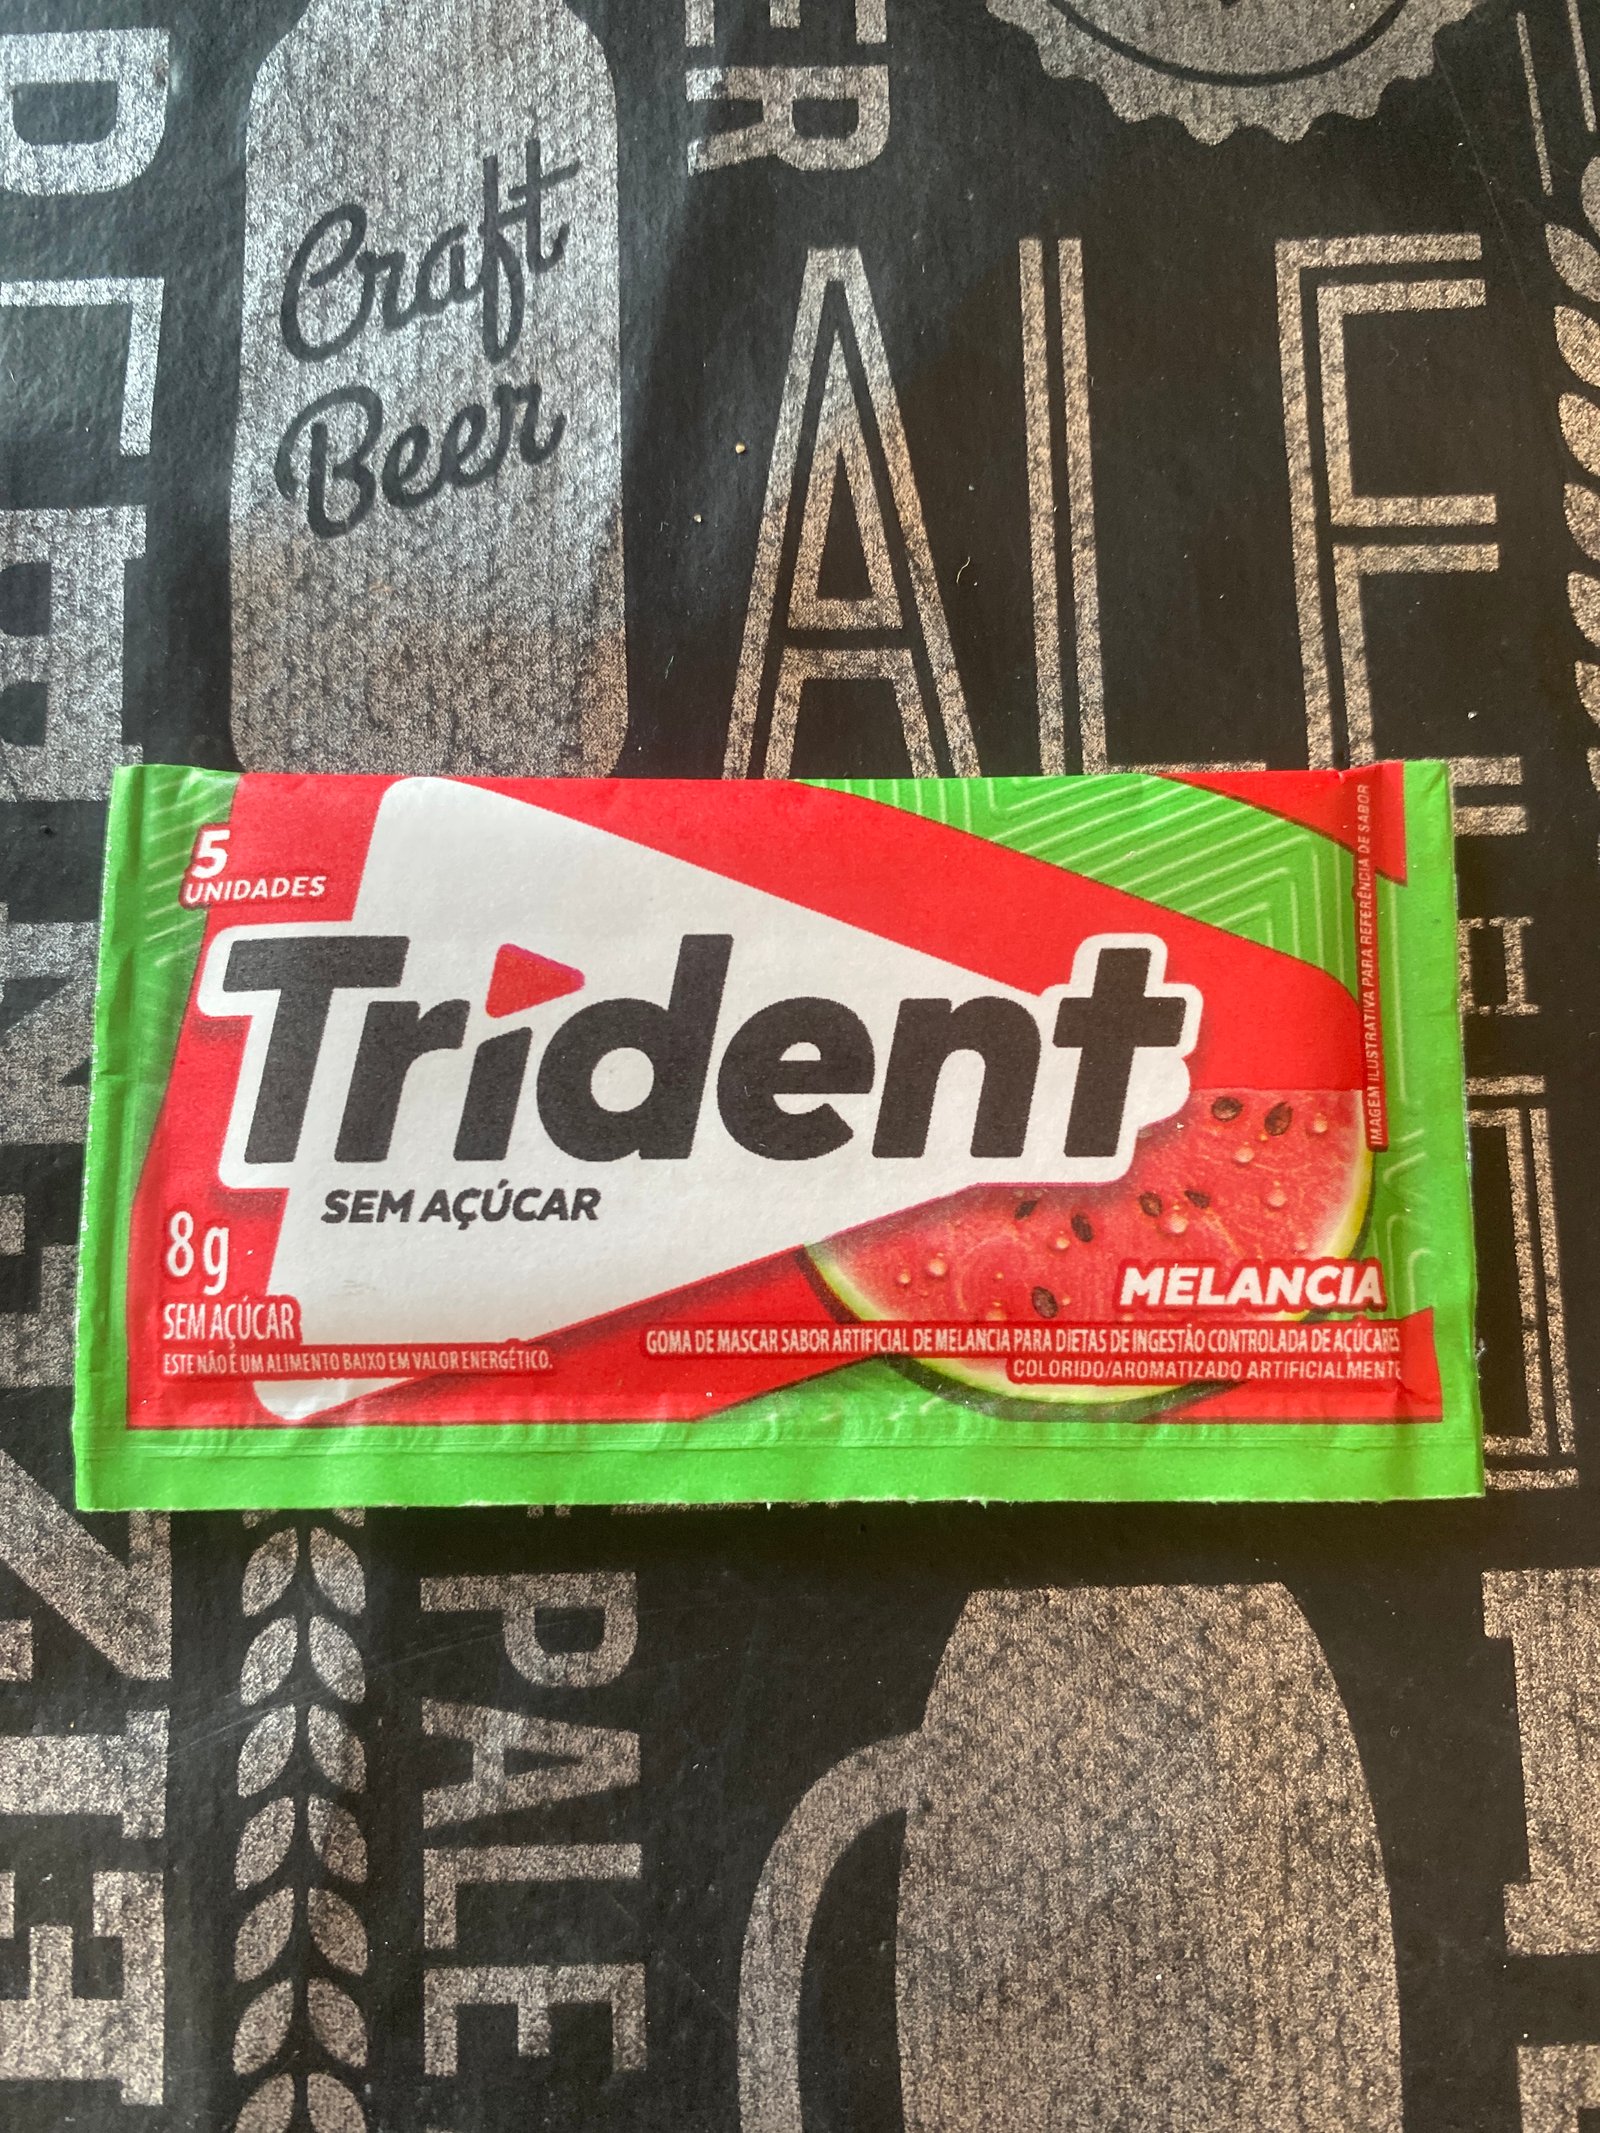 Craft
Beer
ER
ALE
5
UNIDADES
Trident
SEM AÇÚCAR
8g
SEM AÇÚCAR
ESTE NÃO É UM ALIMENTO BAIXO EM VALOR ENERGÉTICO.
IMAGEM ILUSTRATIVA PARA REFERÊNCIA DE SABOR
MELANCIA
GOMA DE MASCAR SABOR ARTIFICIAL DE MELANCIA PARA DIETAS DE INGESTÃO CONTROLADA DE AÇÚCARES
COLORIDO/AROMATIZADO ARTIFICIALMENTE
PALE